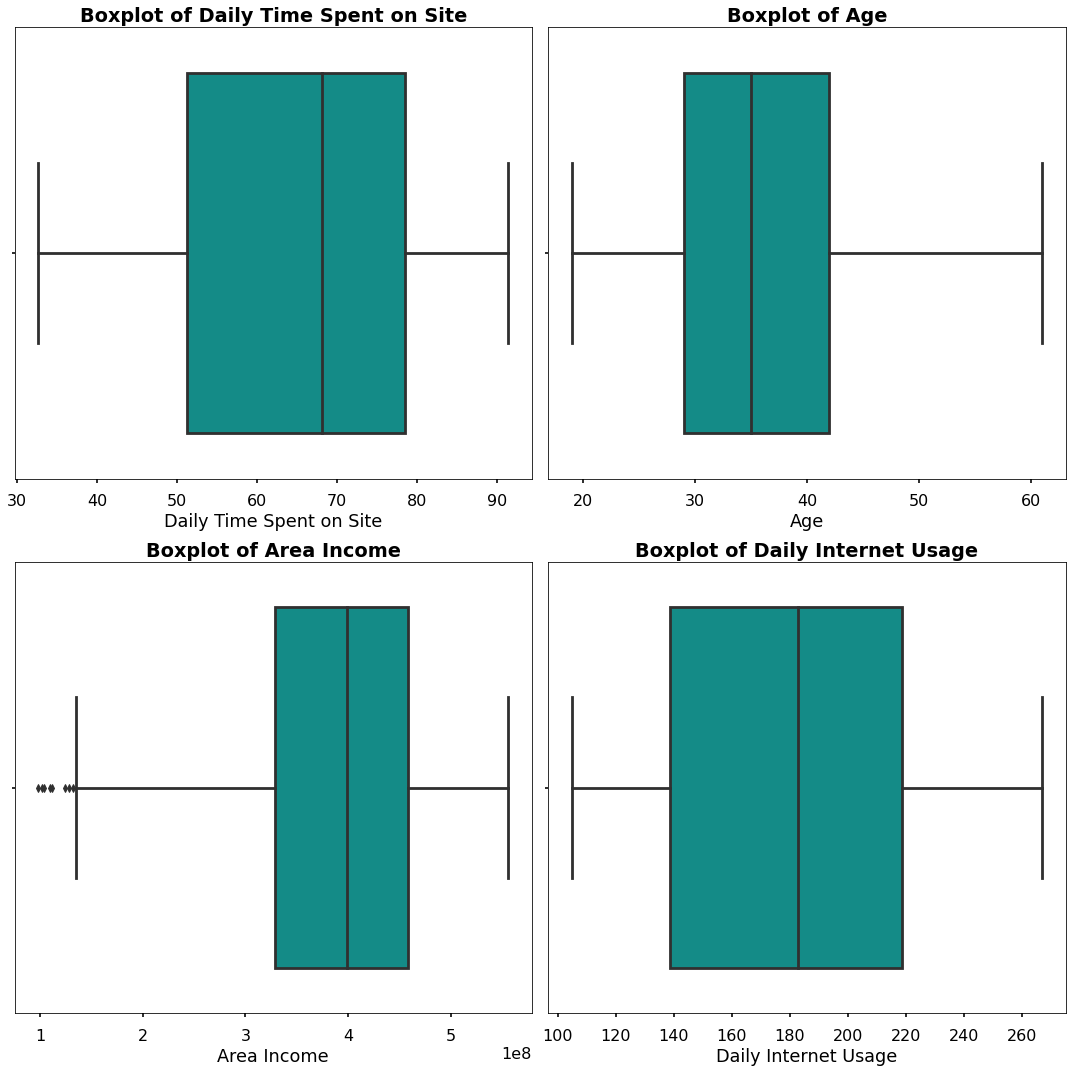 Boxplot of Daily Time Spent on Site
30 40 50 60 70 80 90
Daily Time Spent on Site
Boxplot of Age
20 30 40 50 60
Age
Boxplot of Area Income
1 2 3 4 5
1e8
Area Income
Boxplot of Daily Internet Usage
100 120 140 160 180 200 220 240 260
Daily Internet Usage